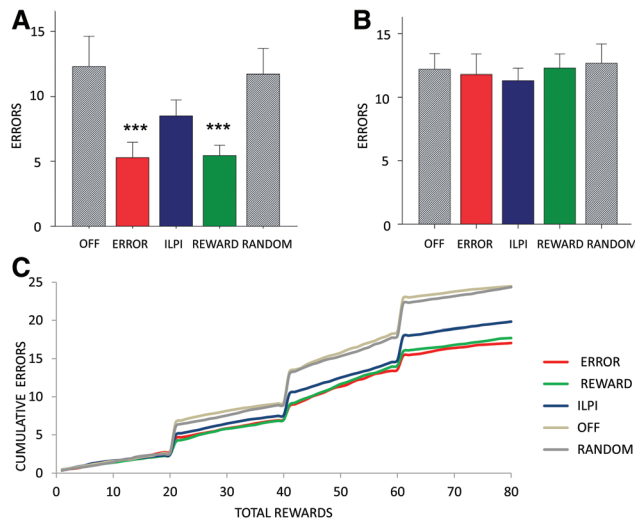 A
15
10
5
0
ERRORS
***
***
OFF ERROR ILPI REWARD RANDOM
B
15
10
5
0
ERRORS
OFF ERROR ILPI REWARD RANDOM
C
25
20
15
10
5
0
CUMULATIVE ERRORS
0 10 20 30 40 50 60 70 80
TOTAL REWARDS
ERROR
REWARD
ILPI
OFF
RANDOM